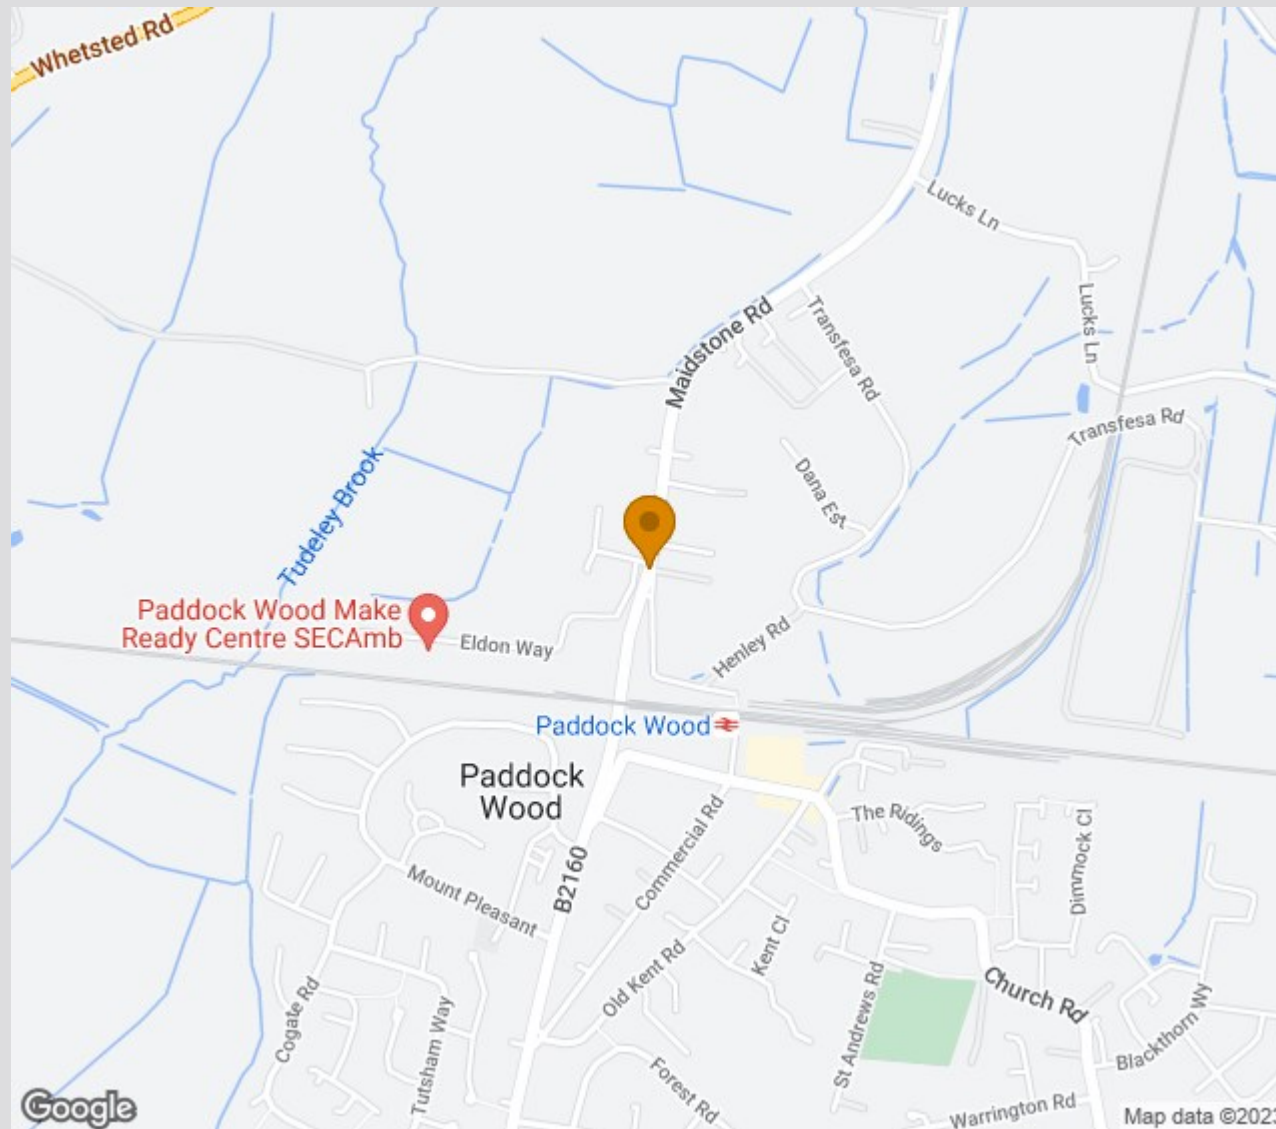 Whetsted Rd
Lucks Ln
Lucks Ln
Maidstone Rd
Transfesa Rd
Transfesa Rd
Dana Est
Tudeley Brook
Paddock Wood Make
Ready Centre SECAmb
Eldon Way
Henley Rd
Paddock Wood
Paddock
Wood
Commercial Rd
The Ridings
Dimmock Cl
B2160
Mount Pleasant
Kent Cl
Old Kent Rd
St Andrews Rd
Church Rd
Cogate Rd
Tutsham Way
Blackthorn Wy
Forest Rd
Warrington Rd
Google
Map data ©2023